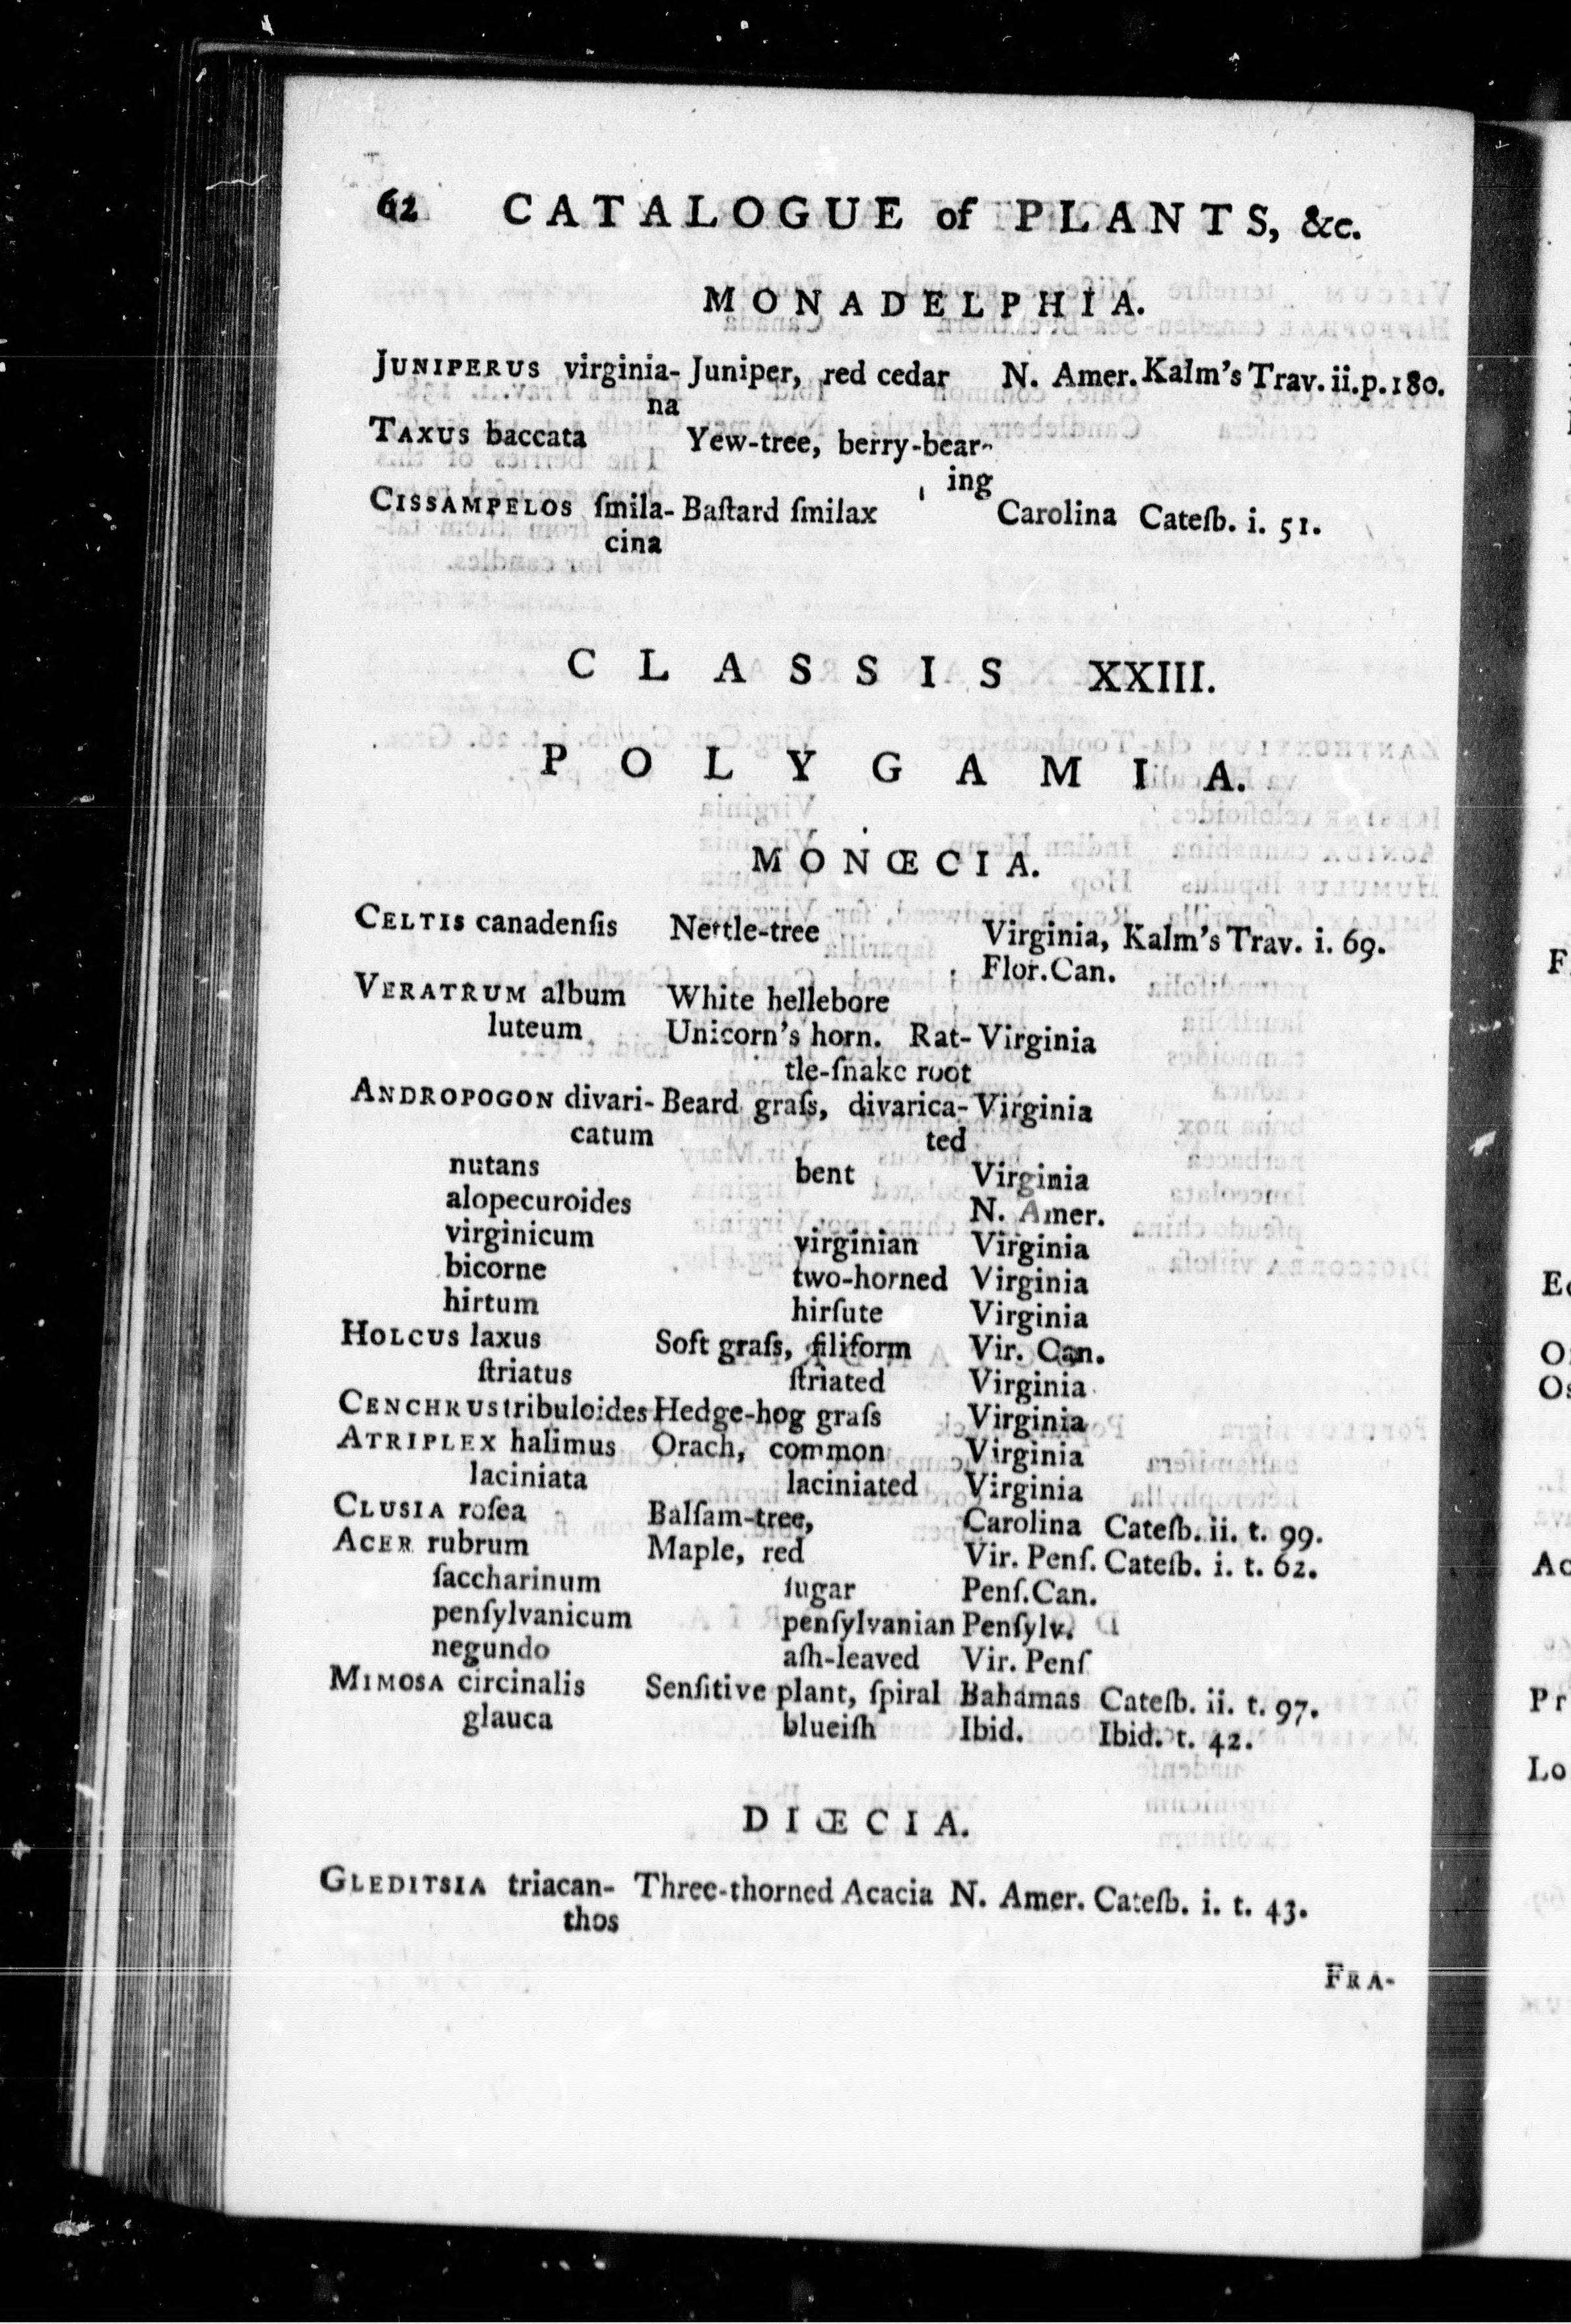 62 CATALOGUE of PLANTS, &c.
MONADELPHIA.
JUNIPERUS virginia- Juniper, red cedar N. Amer. Kalm's Trav. ii. p. 180.
na
TAXUS baccata Yew-tree, berry-bear-
ing
CISSAMPELOS ſmila- Baſtard ſmilax Carolina Cateſb. i. 51.
cina
CLASSIS XXIII.
POLYGAMIA.
MONŒCIA.
CELTIS canadenſis Nettle-tree Virginia, Kalm's Trav. i. 69.
Flor. Can.
VERATRUM album White hellebore
luteum Unicorn's horn. Rat- Virginia
tle-ſnake root
ANDROPOGON divari- Beard graſs, divarica- Virginia
catum ted
nutans bent Virginia
alopecuroides N. Amer.
virginicum virginian Virginia
bicorne two-horned Virginia
hirtum hirſute Virginia
HOLCUS laxus Soft graſs, filiform Vir. Can.
ſtriatus ſtriated Virginia
CENCHRUS tribuloides Hedge-hog graſs Virginia
ATRIPLEX halimus Orach, common Virginia
laciniata laciniated Virginia
CLUSIA roſea Balſam-tree, Carolina Cateſb. ii. t. 99.
ACER rubrum Maple, red Vir. Penſ. Cateſb. i. t. 62.
ſaccharinum ſugar Penſ. Can.
penſylvanicum penſylvanian Penſylv.
negundo aſh-leaved Vir. Penſ
MIMOSA circinalis Senſitive plant, ſpiral Bahamas Cateſb. ii. t. 97.
glauca blueiſh Ibid. Ibid. t. 42.
DIŒCIA.
GLEDITSIA triacan- Three-thorned Acacia N. Amer. Cateſb. i. t. 43.
thos
FRA-